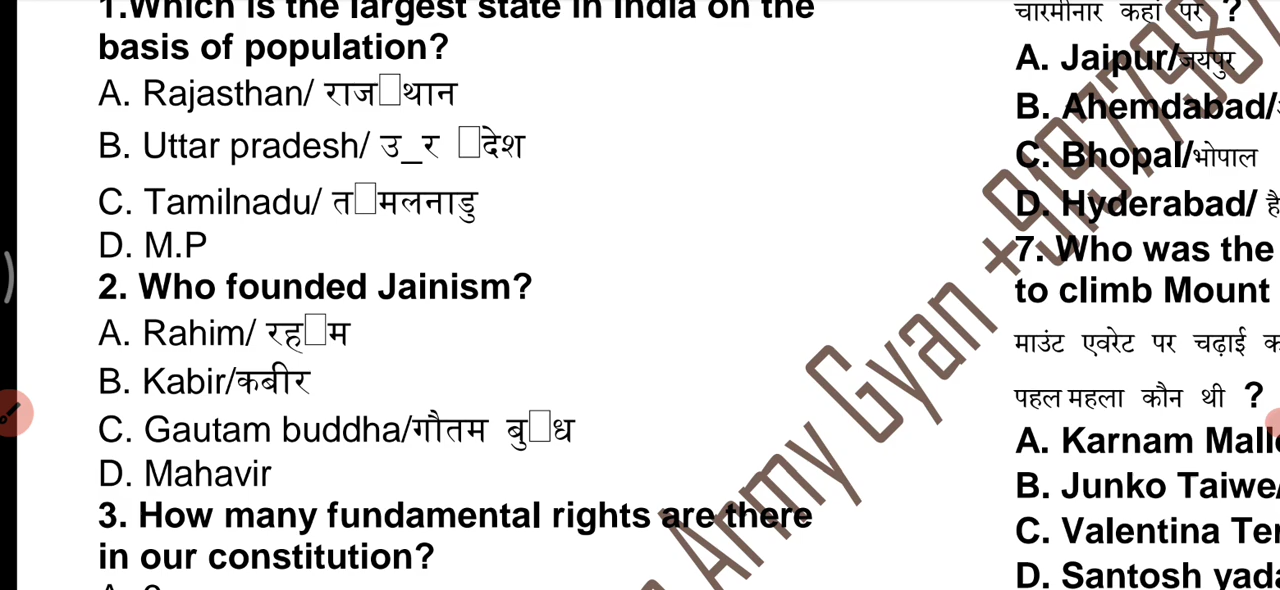 1.Which is the largest state in India on the
basis of population?
A. Rajasthan/ राज□थान
B. Uttar pradesh/ उ_र □देश
C. Tamilnadu/ त□मलनाडु
D. M.P
2. Who founded Jainism?
A. Rahim/ रह□म
B. Kabir/कबीर
C. Gautam buddha/गौतम बु□ध
D. Mahavir
3. How many fundamental rights are there
in our constitution?
चारमीनार कहां पर ?
A. Jaipur/जयपुर
B. Ahemdabad/
C. Bhopal/भोपाल
D. Hyderabad/
7. Who was the
to climb Mount
माउंट एवरेट पर चढ़ाई
पहल महला कौन थी ?
A. Karnam
B. Junko Taiwe/
C. Valentina
D. Santosh
Army Gyan